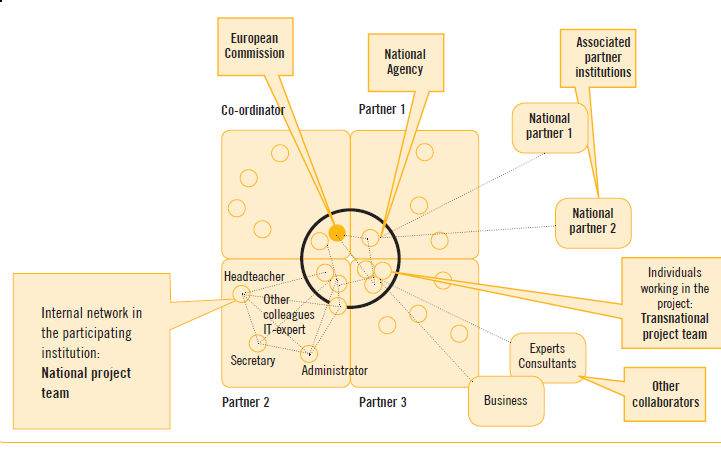 European
Commission
National
Agency
Associated
partner
institutions
Co-ordinator
Partner 1
National
partner 1
National
partner 2
Headteacher
Other
colleagues
IT-expert
Secretary
Administrator
Internal network in
the participating
institution:
National project
team
Individuals
working in the
project:
Transnational
project team
Experts
Consultants
Business
Other
collaborators
Partner 2
Partner 3